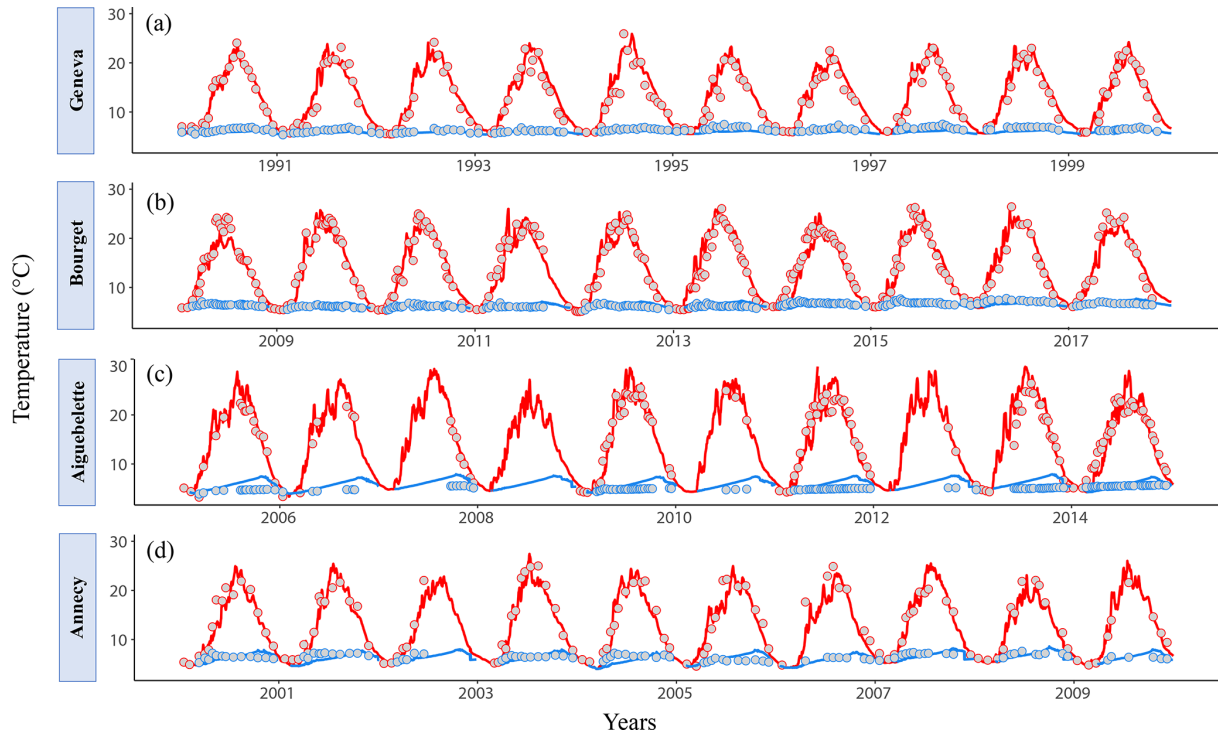 Temperature (°C)
Geneva
(a)
30
20
10
1991 1993 1995 1997 1999
Bourget
(b)
30
20
10
2009 2011 2013 2015 2017
Aiguebelette
(c)
30
20
10
2006 2008 2010 2012 2014
Annecy
(d)
30
20
10
2001 2003 2005 2007 2009
Years